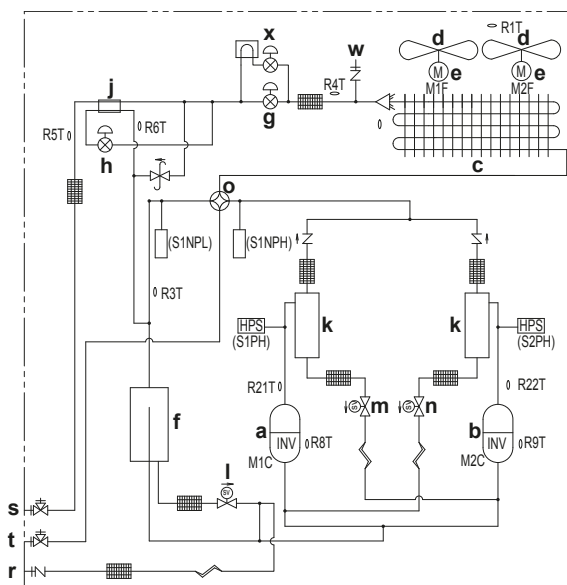 R1T
x
w
d
d
M
e
M
e
R4T
M1F
M2F
j
g
R6T
R5T
h
c
o
(S1NPL)
(S1NPH)
R3T
k
k
HPS
(S1PH)
HPS
(S2PH)
R21T
m
n
R22T
f
a
INV
R8T
b
INV
R9T
M1C
M2C
l
SV
s
t
r